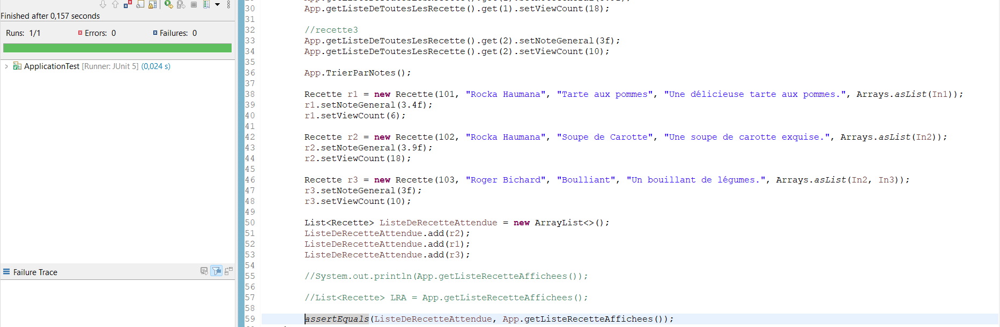 Finished after 0,157 seconds
Runs: 1/1 Errors: 0 Failures: 0
ApplicationTest [Runner: JUnit 5] (0,024 s)
Failure Trace
30 App.getListeDeToutesLesRecette().get(1).setViewCount(18);
31
32 //recette3
33 App.getListeDeToutesLesRecette().get(2).setNoteGeneral(3f);
34 App.getListeDeToutesLesRecette().get(2).setViewCount(10);
35
36 App.TrierParNotes();
37
38 Recette r1 = new Recette(101, "Rocka Haumana", "Tarte aux pommes", "Une délicieuse tarte aux pommes.", Arrays.asList(In1));
39 r1.setNoteGeneral(3.4f);
40 r1.setViewCount(6);
41
42 Recette r2 = new Recette(102, "Rocka Haumana", "Soupe de Carotte", "Une soupe de carotte exquise.", Arrays.asList(In2));
43 r2.setNoteGeneral(3.9f);
44 r2.setViewCount(18);
45
46 Recette r3 = new Recette(103, "Roger Bichard", "Boulliant", "Un bouillant de légumes.", Arrays.asList(In2, In3));
47 r3.setNoteGeneral(3f);
48 r3.setViewCount(10);
49
50 List<Recette> ListeDeRecetteAttendue = new ArrayList<>();
51 ListeDeRecetteAttendue.add(r2);
52 ListeDeRecetteAttendue.add(r1);
53 ListeDeRecetteAttendue.add(r3);
54
55 //System.out.println(App.getListeRecetteAffichees());
56
57 //List<Recette> LRA = App.getListeRecetteAffichees();
58
59 assertEquals(ListeDeRecetteAttendue, App.getListeRecetteAffichees());